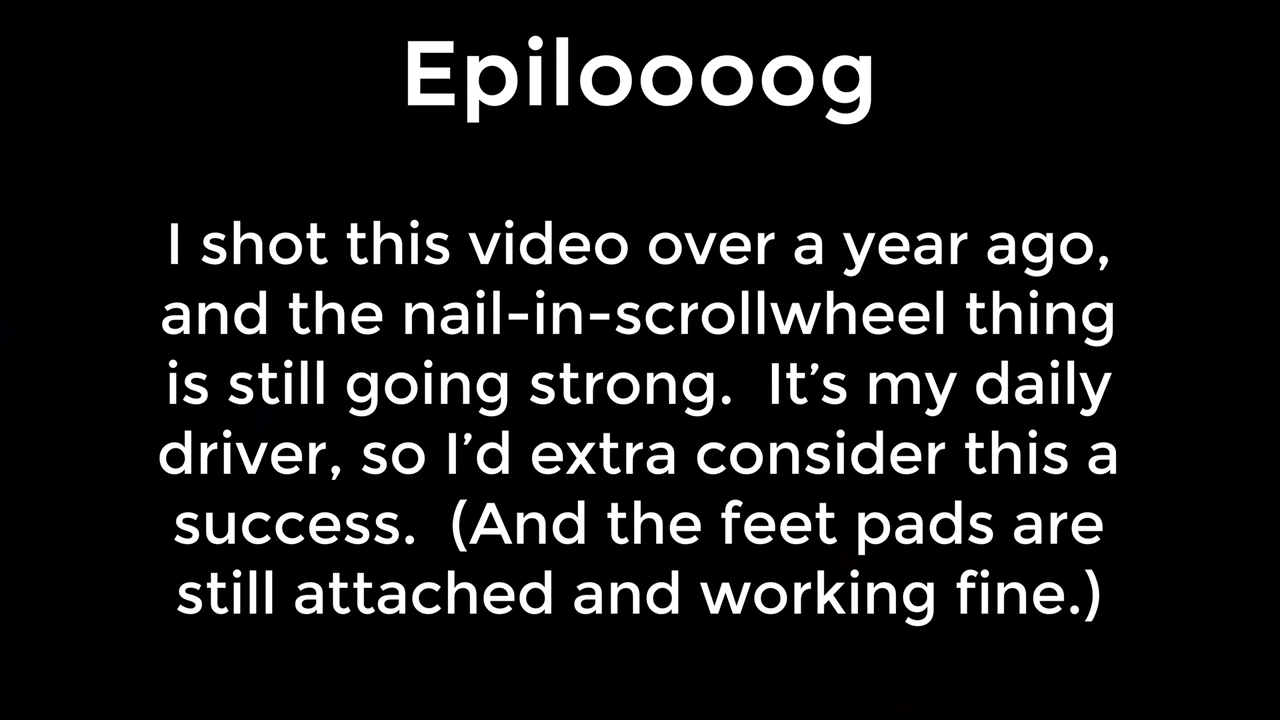 Epiloooog
I shot this video over a year ago,
and the nail-in-scrollwheel thing
is still going strong.  It’s my daily
driver, so I’d extra consider this a
success.  (And the feet pads are
still attached and working fine.)